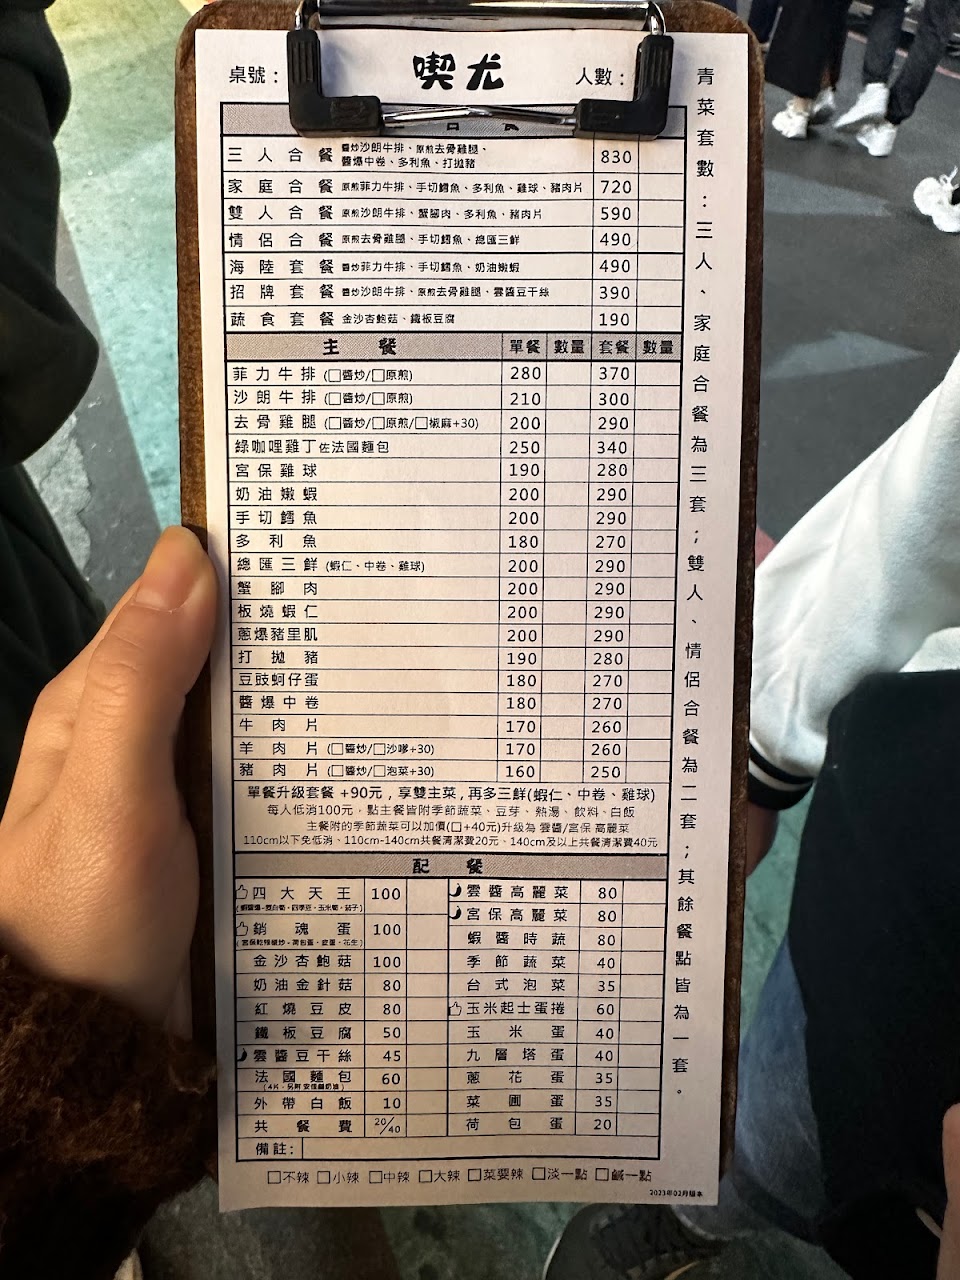 桌號： 喫尤 人數：
三人合餐 醬炒沙朗牛排、原煎去骨雞腿、醬爆中卷、多利魚、打拋豬 830
家庭合餐 原煎菲力牛排、手切鱈魚、多利魚、雞球、豬肉片 720
雙人合餐 原煎沙朗牛排、蟹腳肉、多利魚、豬肉片 590
情侶合餐 原煎去骨雞腿、手切鱈魚、總匯三鮮 490
海陸套餐 醬炒菲力牛排、手切鱈魚、奶油嫩蝦 490
招牌套餐 醬炒沙朗牛排、原煎去骨雞腿、雲醬豆干絲 390
蔬食套餐 金沙杏鮑菇、鐵板豆腐 190
主餐 單餐 數量 套餐 數量
菲力牛排 (□醬炒/□原煎) 280 370
沙朗牛排 (□醬炒/□原煎) 210 300
去骨雞腿 (□醬炒/□原煎/□椒麻+30) 200 290
綠咖哩雞丁佐法國麵包 250 340
宮保雞球 190 280
奶油嫩蝦 200 290
手切鱈魚 200 290
多利魚 180 270
總匯三鮮 (蝦仁、中卷、雞球) 200 290
蟹腳肉 200 290
板燒蝦仁 200 290
蔥爆豬里肌 200 290
打拋豬 190 280
豆豉蚵仔蛋 180 270
醬爆中卷 180 270
牛肉片 170 260
羊肉片 (□醬炒/□沙嗲+30) 170 260
豬肉片 (□醬炒/□泡菜+30) 160 250
單餐升級套餐 +90元，享雙主菜，再多三鮮(蝦仁、中卷、雞球)
每人低消100元，點主餐皆附季節蔬菜、豆芽、熱湯、飲料、白飯
主餐附的季節蔬菜可以加價(□+40元)升級為 雲醬/宮保 高麗菜
110cm以下免低消、110cm-140cm共餐清潔費20元、140cm及以上共餐清潔費40元
配餐
四大天王 100 雲醬高麗菜 80
宮保高麗菜 80
銷魂蛋 100 蝦醬時蔬 80
金沙杏鮑菇 100 季節蔬菜 40
奶油金針菇 80 台式泡菜 35
紅燒豆皮 80 玉米起士蛋捲 60
鐵板豆腐 50 玉米蛋 40
雲醬豆干絲 45 九層塔蛋 40
法國麵包 60 蔥花蛋 35
外帶白飯 10 菜圃蛋 35
共餐費 20/40 荷包蛋 20
備註：
□不辣 □小辣 □中辣 □大辣 □菜要辣 □淡一點 □鹹一點
2023年02月版本
青菜套數：三人、家庭合餐為三套；雙人、情侶合餐為二套；其餘餐點皆為一套。